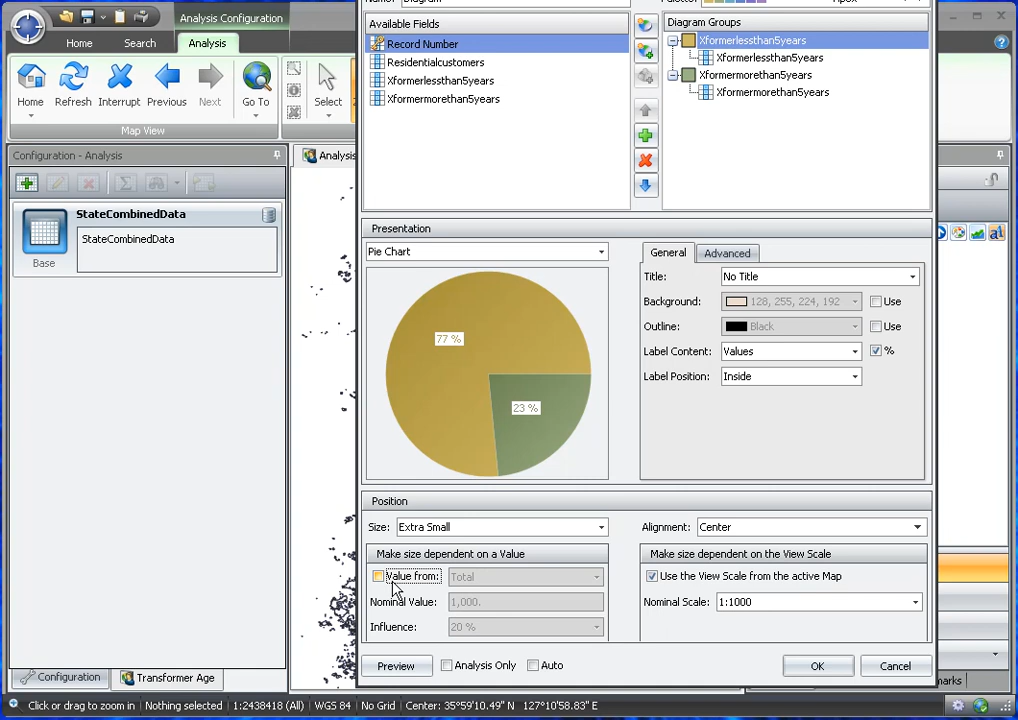 Analysis Configuration
Home
Search
Analysis
Home
Refresh
Interrupt
Previous
Next
Go To
Select
Map View
Configuration - Analysis
StateCombinedData
StateCombinedData
Base
Configuration
Transformer Age
Analysis
Available Fields
Record Number
Residentialcustomers
Xformerlessthan5years
Xformermorethan5years
Diagram Groups
Xformerlessthan5years
Xformerlessthan5years
Xformermorethan5years
Xformermorethan5years
Presentation
Pie Chart
77 %
23 %
General
Advanced
Title:
No Title
Background:
128, 255, 224, 192
Use
Outline:
Black
Use
Label Content:
Values
%
Label Position:
Inside
Position
Size:
Extra Small
Alignment:
Center
Make size dependent on a Value
Value from:
Total
Nominal Value:
1,000.
Influence:
20 %
Make size dependent on the View Scale
Use the View Scale from the active Map
Nominal Scale:
1:1000
Preview
Analysis Only
Auto
OK
Cancel
marks
Click or drag to zoom in
Nothing selected
1:2438418 (All)
WGS 84
No Grid
Center: 35°59'10.49" N 127°10'58.83" E